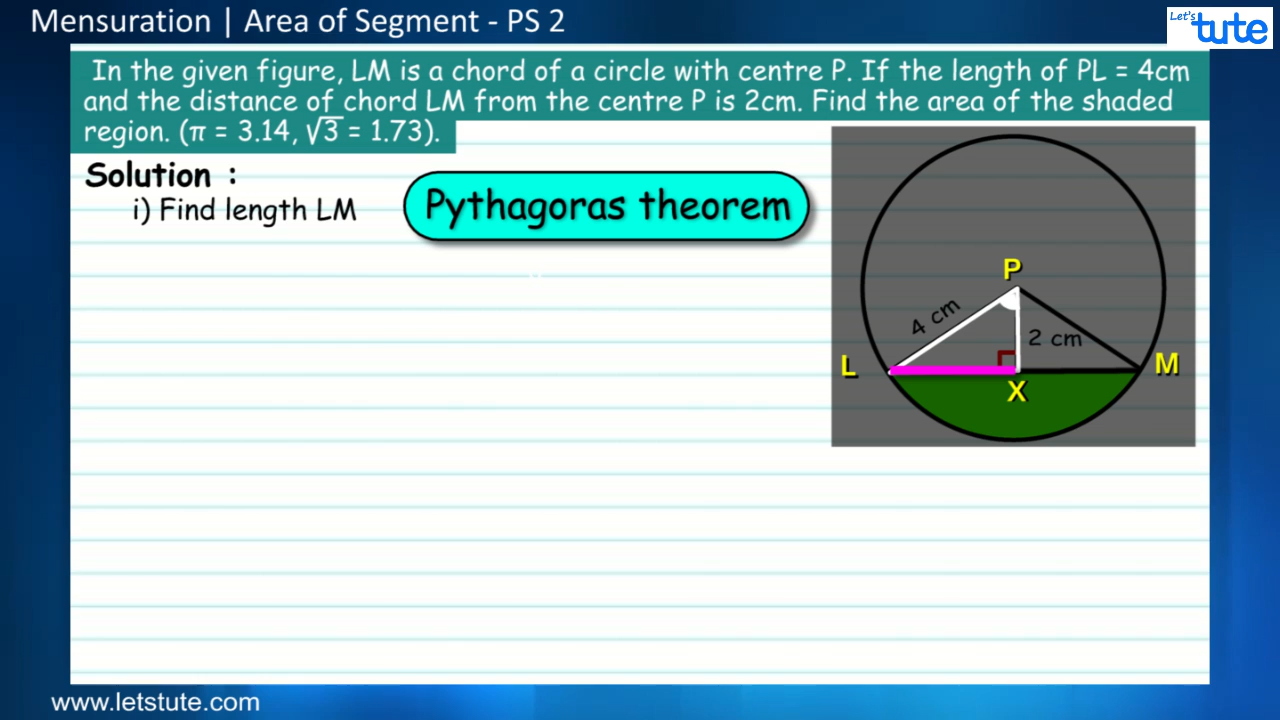 Mensuration | Area of Segment - PS 2
Let's tute
In the given figure, LM is a chord of a circle with centre P. If the length of PL = 4cm
and the distance of chord LM from the centre P is 2cm. Find the area of the shaded
region. (π = 3.14, √3 = 1.73).
Solution :
i) Find length LM
Pythagoras theorem
P
4 cm
2 cm
L
M
X
www.letstute.com